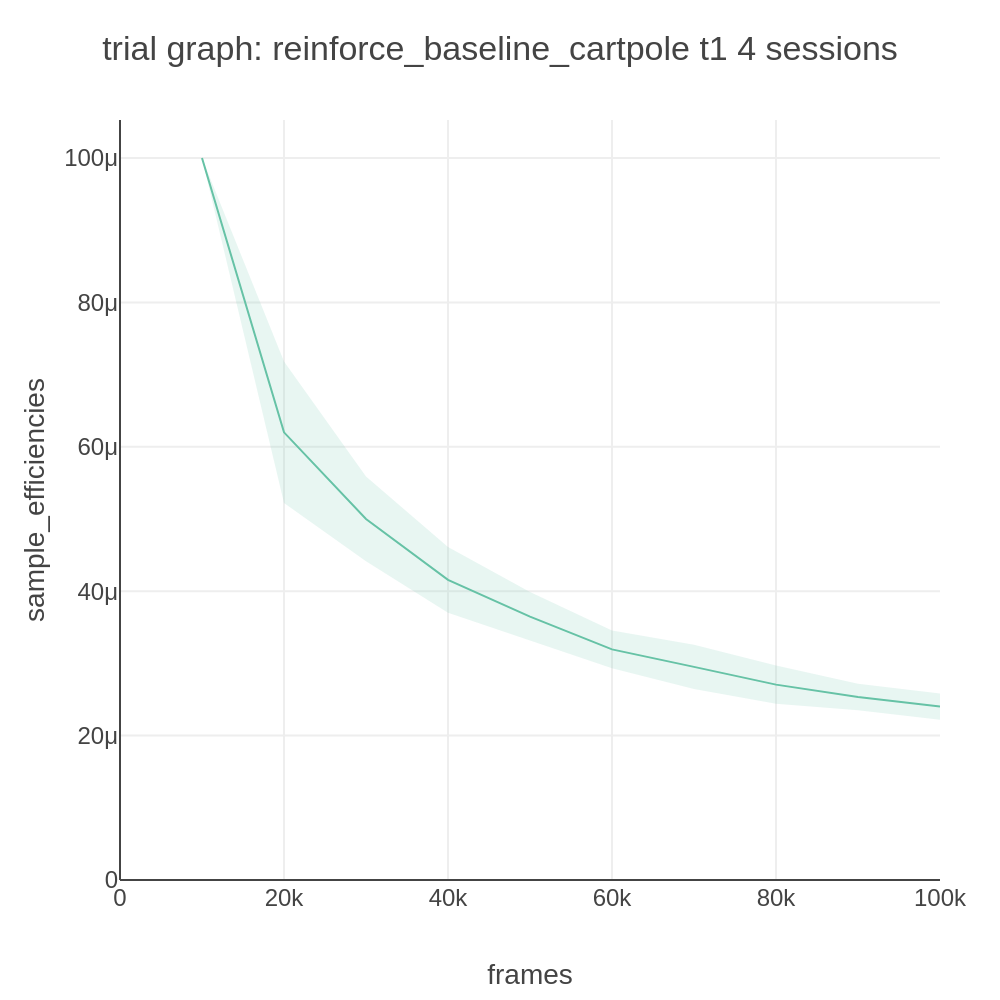 trial graph: reinforce_baseline_cartpole t1 4 sessions
100μ
80μ
60μ
40μ
20μ
0
sample_efficiencies
0
20k
40k
60k
80k
100k
frames